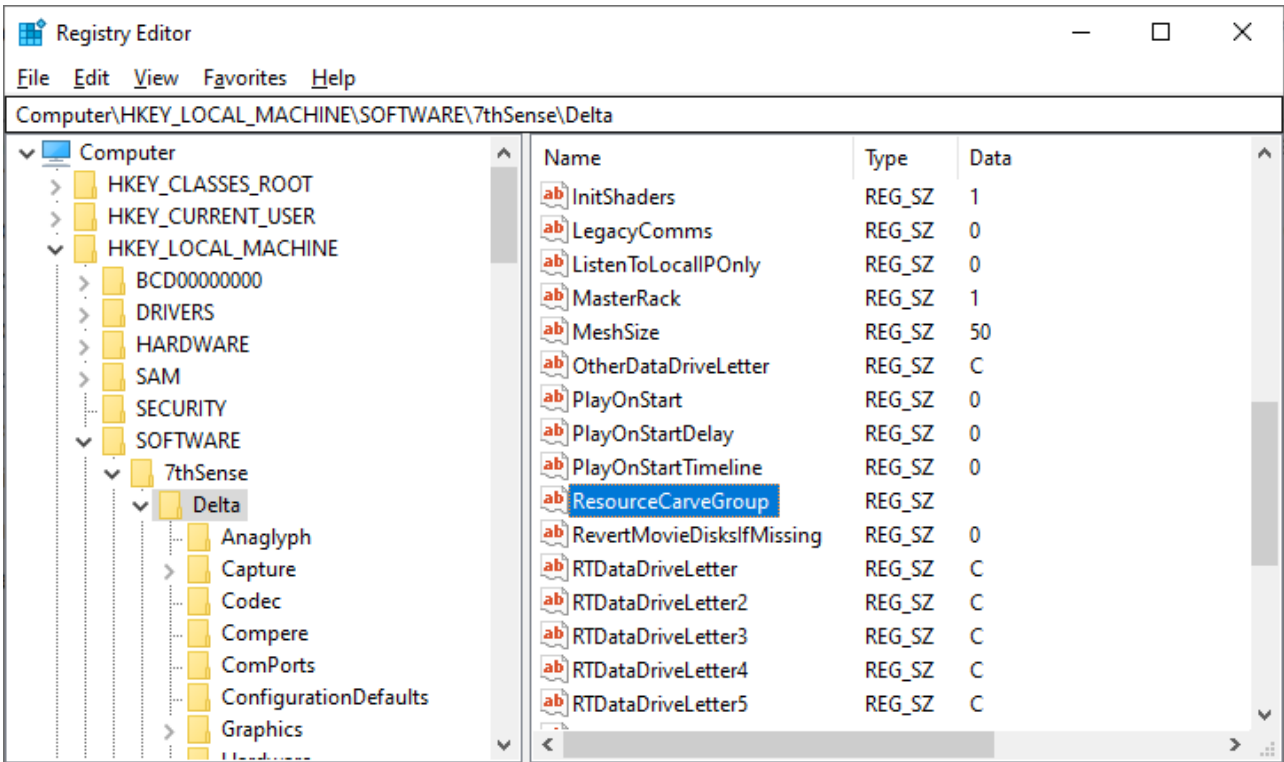 Registry Editor
File Edit View Favorites Help
Computer\HKEY_LOCAL_MACHINE\SOFTWARE\7thSense\Delta
Computer
HKEY_CLASSES_ROOT
HKEY_CURRENT_USER
HKEY_LOCAL_MACHINE
BCD00000000
DRIVERS
HARDWARE
SAM
SECURITY
SOFTWARE
7thSense
Delta
Anaglyph
Capture
Codec
Compere
ComPorts
ConfigurationDefaults
Graphics
Name Type Data
InitShaders REG_SZ 1
LegacyComms REG_SZ 0
ListenToLocalIPOnly REG_SZ 0
MasterRack REG_SZ 1
MeshSize REG_SZ 50
OtherDataDriveLetter REG_SZ C
PlayOnStart REG_SZ 0
PlayOnStartDelay REG_SZ 0
PlayOnStartTimeline REG_SZ 0
ResourceCarveGroup REG_SZ
RevertMovieDisksIfMissing REG_SZ 0
RTDataDriveLetter REG_SZ C
RTDataDriveLetter2 REG_SZ C
RTDataDriveLetter3 REG_SZ C
RTDataDriveLetter4 REG_SZ C
RTDataDriveLetter5 REG_SZ C